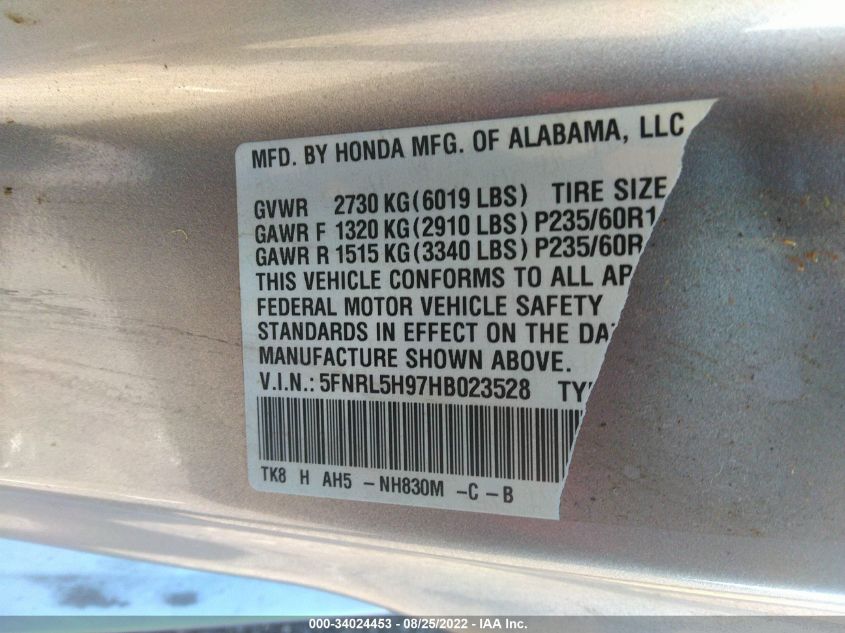 MFD. BY HONDA MFG. OF ALABAMA, LLC
GVWR 2730 KG(6019 LBS) TIRE SIZE
GAWR F 1320 KG(2910 LBS) P235/60R1
GAWR R 1515 KG(3340 LBS) P235/60R
THIS VEHICLE CONFORMS TO ALL AP
FEDERAL MOTOR VEHICLE SAFETY
STANDARDS IN EFFECT ON THE DAT
MANUFACTURE SHOWN ABOVE.
V.I.N.: 5FNRL5H97HB023528 TYP
TK8 H AH5 -NH830M -C -B
000-34024453 - 08/25/2022 - IAA Inc.